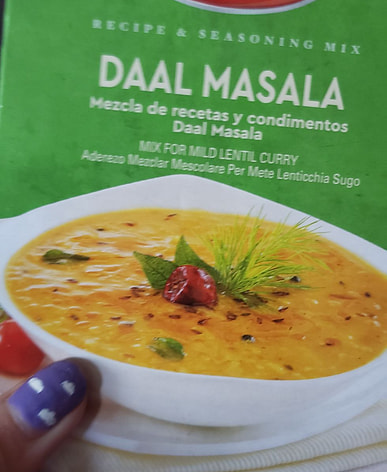 RECIPE & SEASONING MIX
DAAL MASALA
Mezcla de recetas y condimentos
Daal Masala
MIX FOR MILD LENTIL CURRY
Aderezo Mezclar Mescolare Per Mete Lenticchia Sugo